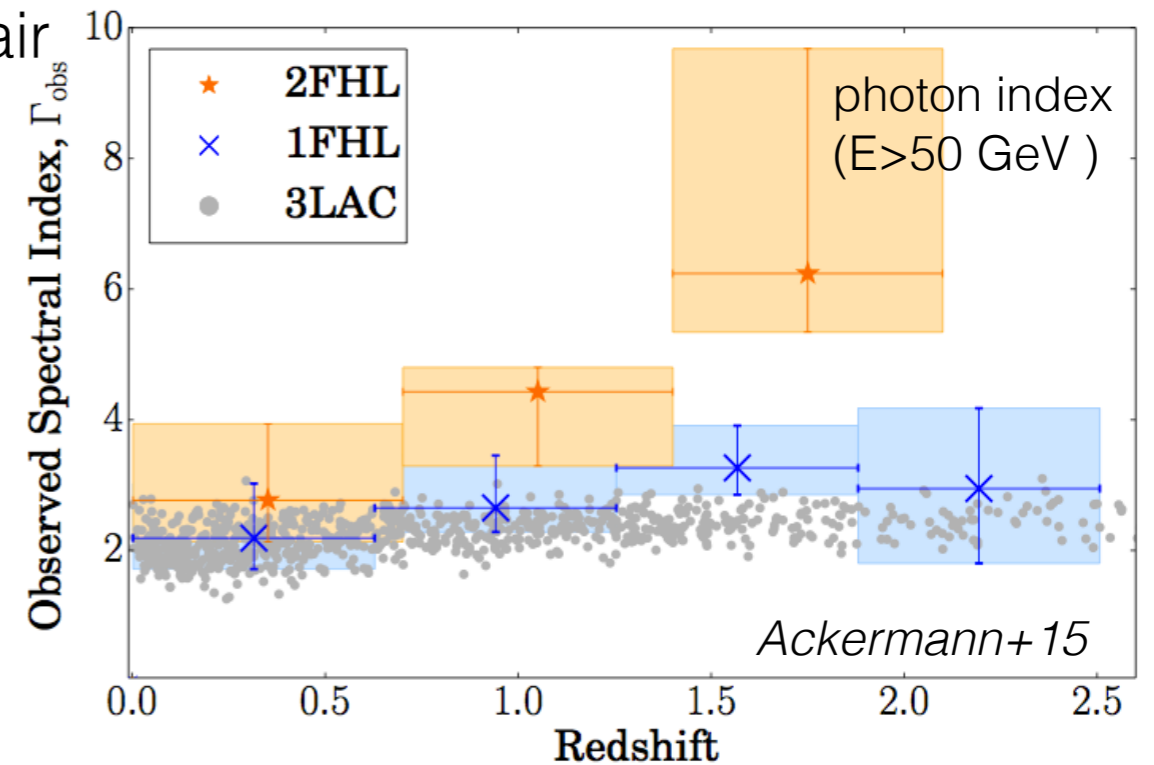 air
10
8
6
4
2
Observed Spectral Index, Γobs
2FHL
1FHL
3LAC
photon index
(E>50 GeV )
Ackermann+15
0.0 0.5 1.0 1.5 2.0 2.5
Redshift